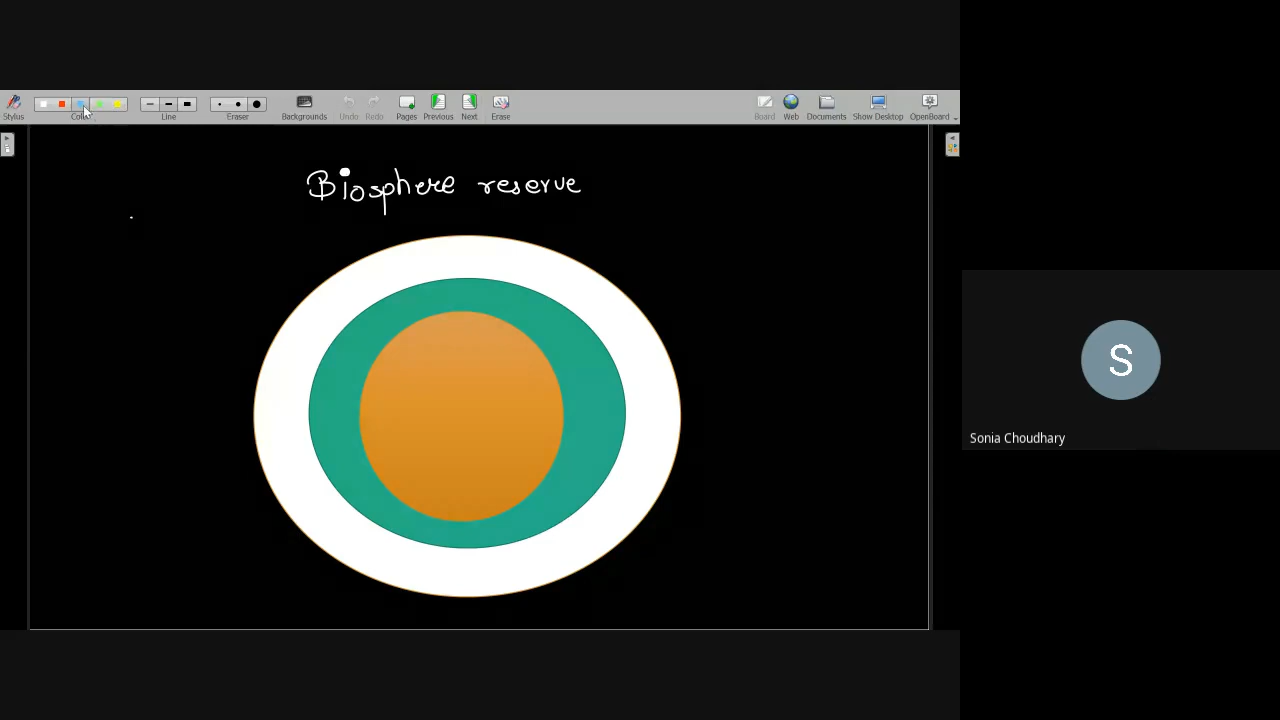 Stylus
Color
Line
Eraser
Backgrounds
Undo
Redo
Pages
Previous
Next
Erase
Board
Web
Documents
Show Desktop
OpenBoard
Biosphere reserve
S
Sonia Choudhary